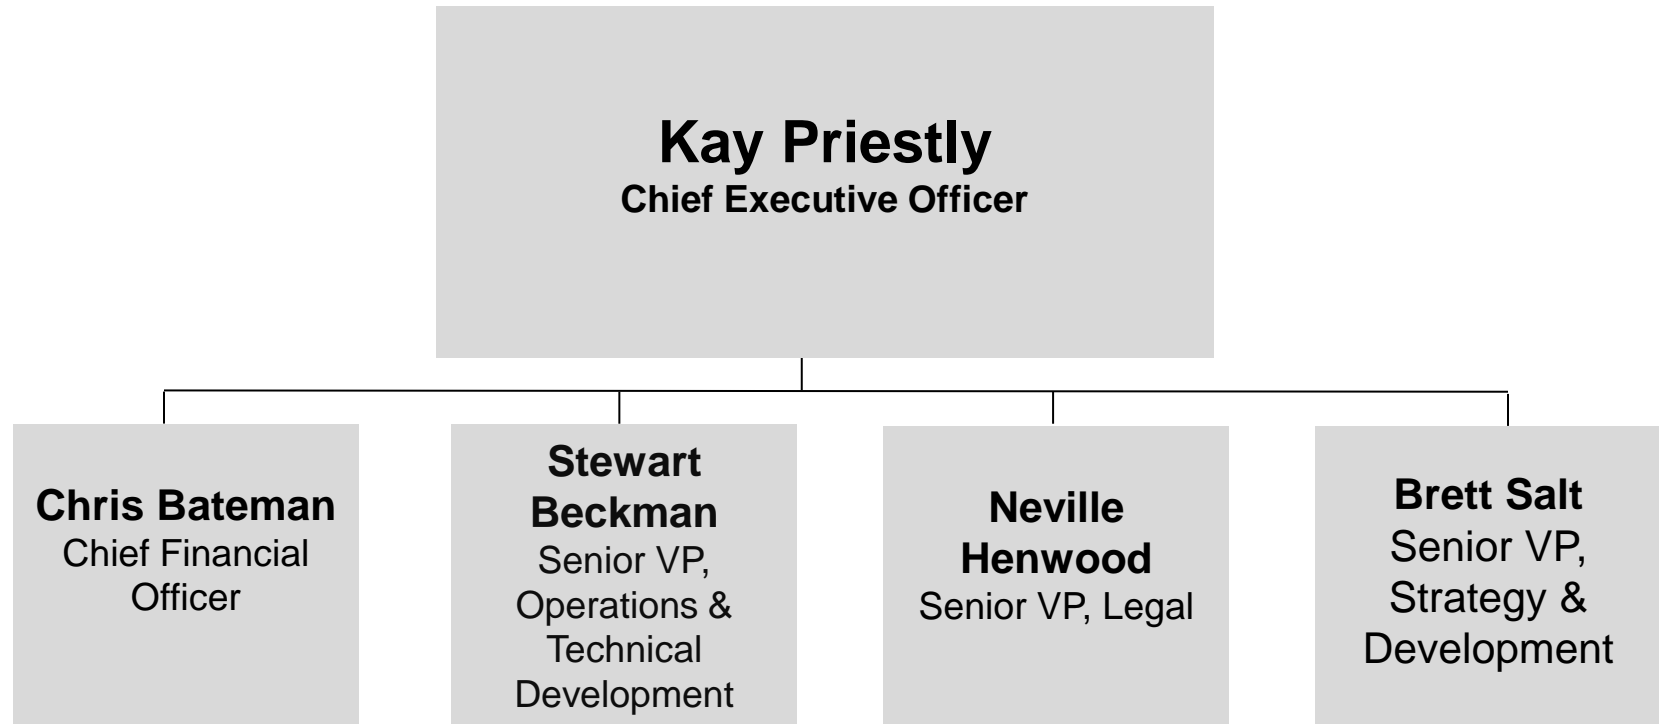 Kay Priestly
Chief Executive Officer
Chris Bateman
Chief Financial
Officer
Stewart
Beckman
Senior VP,
Operations &
Technical
Development
Neville
Henwood
Senior VP, Legal
Brett Salt
Senior VP,
Strategy &
Development